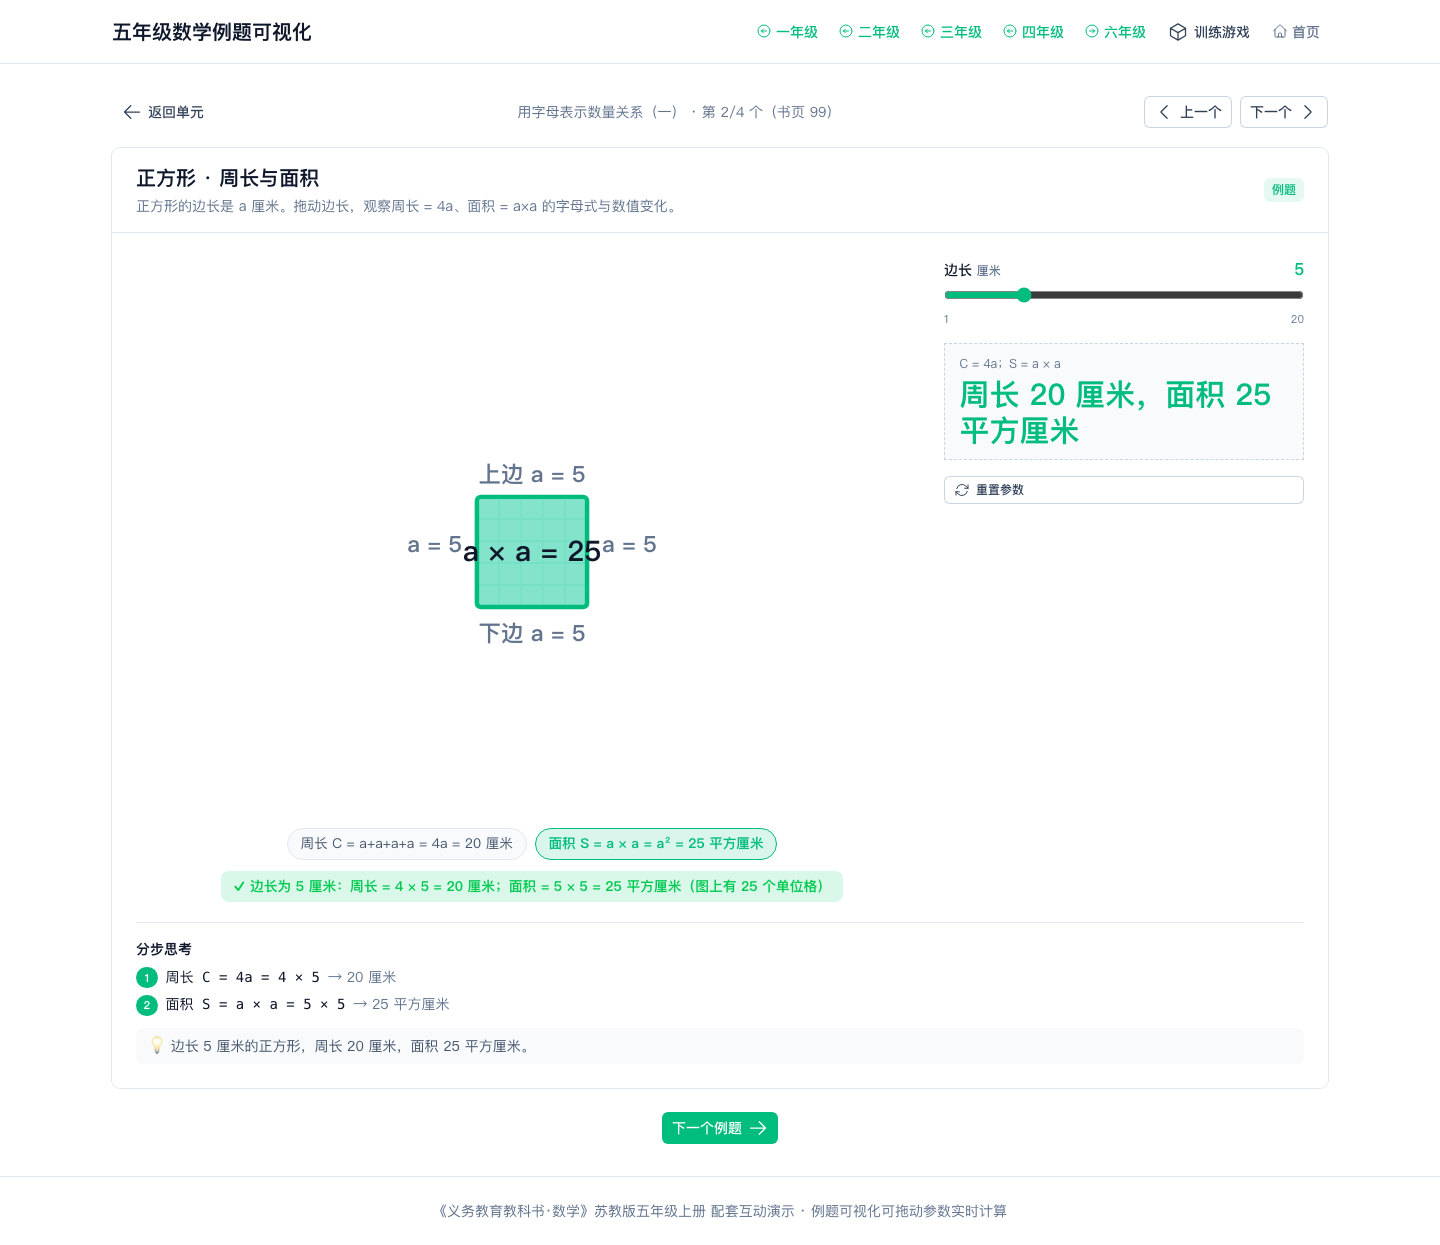 五年级数学例题可视化
一年级 二年级 三年级 四年级 六年级 训练游戏 首页
返回单元
用字母表示数量关系（一） · 第 2/4 个（书页 99）
上一个 下一个
正方形 · 周长与面积
正方形的边长是 a 厘米。拖动边长，观察周长 = 4a、面积 = a×a 的字母式与数值变化。
例题
边长 厘米 5
1 20
C = 4a；S = a × a
周长 20 厘米，面积 25
平方厘米
重置参数
上边 a = 5
a = 5 a × a = 25 a = 5
下边 a = 5
周长 C = a+a+a+a = 4a = 20 厘米
面积 S = a × a = a² = 25 平方厘米
✓ 边长为 5 厘米：周长 = 4 × 5 = 20 厘米；面积 = 5 × 5 = 25 平方厘米（图上有 25 个单位格）
分步思考
1 周长 C = 4a = 4 × 5 → 20 厘米
2 面积 S = a × a = 5 × 5 → 25 平方厘米
💡 边长 5 厘米的正方形，周长 20 厘米，面积 25 平方厘米。
下一个例题 →
《义务教育教科书·数学》苏教版五年级上册 配套互动演示 · 例题可视化可拖动参数实时计算